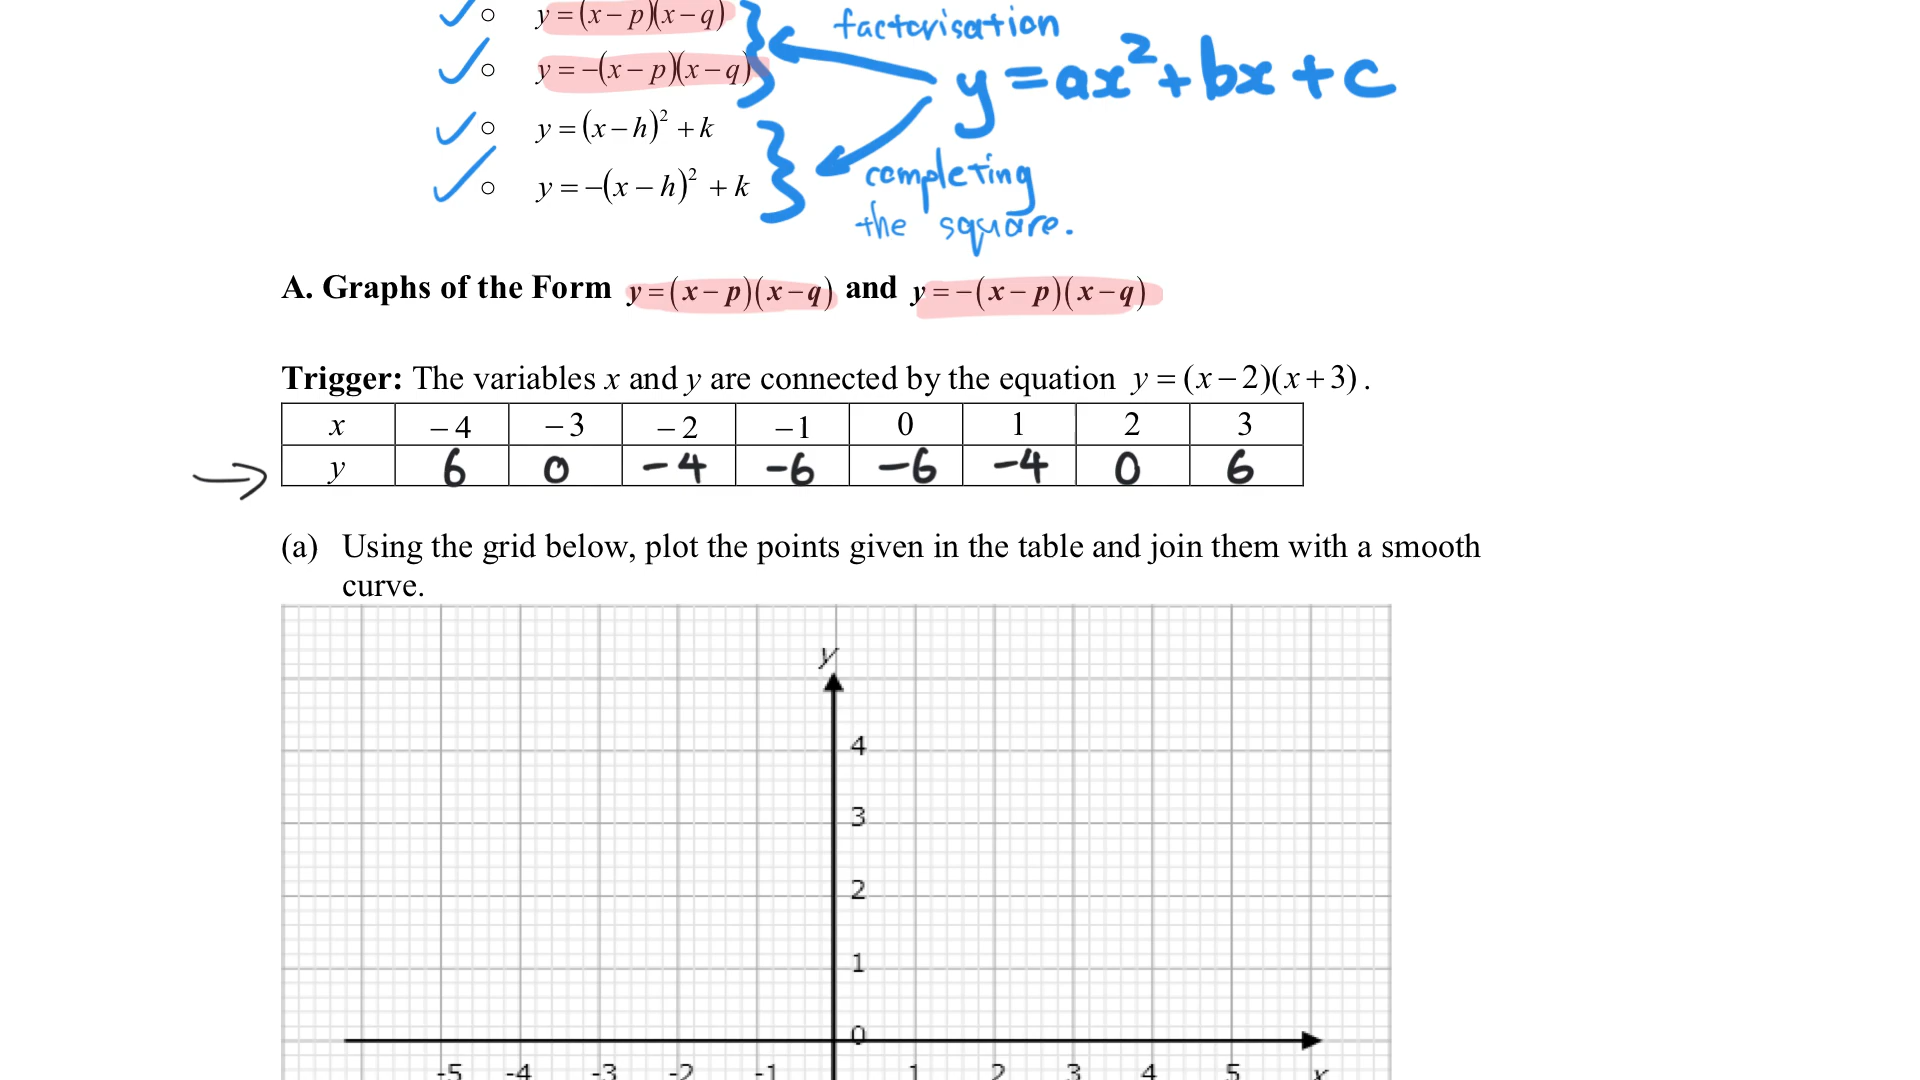 y = (x – p)(x – q)
factorisation
y = –(x – p)(x – q)
y = ax² + bx + c
y = (x – h)² + k
y = –(x – h)² + k
completing
the square.
A. Graphs of the Form y = (x – p)(x – q) and y = –(x – p)(x – q)
Trigger: The variables x and y are connected by the equation y = (x – 2)(x + 3).
x – 4 – 3 – 2 – 1 0 1 2 3
y 6 0 -4 -6 -6 -4 0 6
(a) Using the grid below, plot the points given in the table and join them with a smooth
curve.
y
4
3
2
1
0
-5 -4 -3 -2 -1 1 2 3 4 5 x